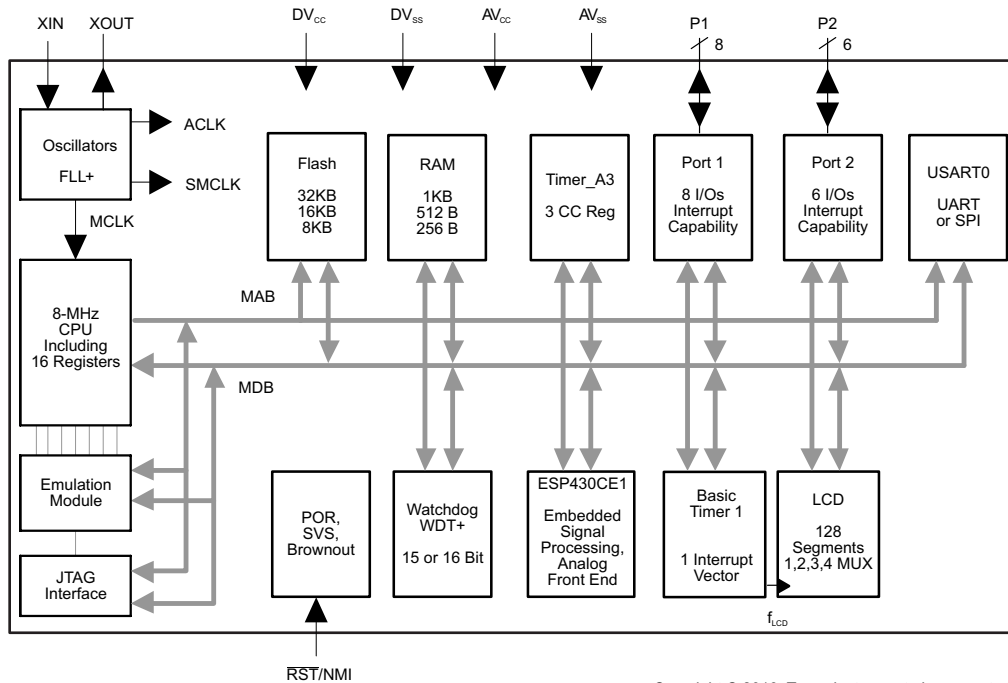 XIN
XOUT
DVCC
DVSS
AVCC
AVSS
P1
8
P2
6
Oscillators
FLL+
ACLK
SMCLK
MCLK
Flash
32KB
16KB
8KB
RAM
1KB
512 B
256 B
Timer_A3
3 CC Reg
Port 1
8 I/Os
Interrupt
Capability
Port 2
6 I/Os
Interrupt
Capability
USART0
UART
or SPI
8-MHz
CPU
Including
16 Registers
MAB
MDB
Emulation
Module
JTAG
Interface
POR,
SVS,
Brownout
Watchdog
WDT+
15 or 16 Bit
ESP430CE1
Embedded
Signal
Processing,
Analog
Front End
Basic
Timer 1
1 Interrupt
Vector
fLCD
LCD
128
Segments
1,2,3,4 MUX
RST/NMI